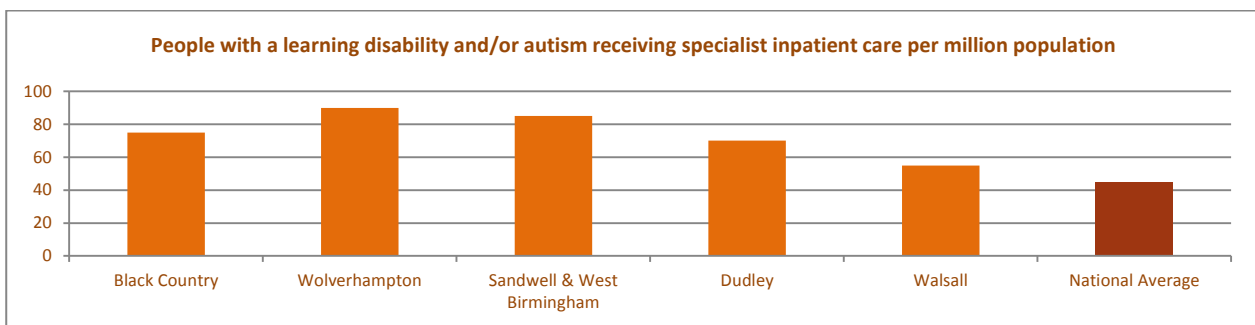 People with a learning disability and/or autism receiving specialist inpatient care per million population
100
80
60
40
20
0
Black Country
Wolverhampton
Sandwell & West
Birmingham
Dudley
Walsall
National Average